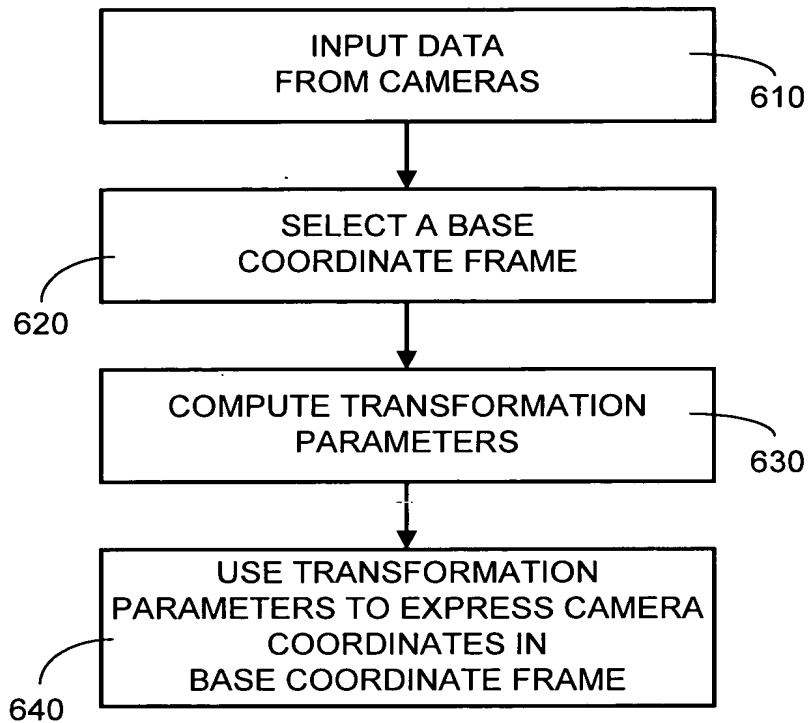 INPUT DATA
FROM CAMERAS
610
SELECT A BASE
COORDINATE FRAME
620
COMPUTE TRANSFORMATION
PARAMETERS
630
USE TRANSFORMATION
PARAMETERS TO EXPRESS CAMERA
COORDINATES IN
BASE COORDINATE FRAME
640